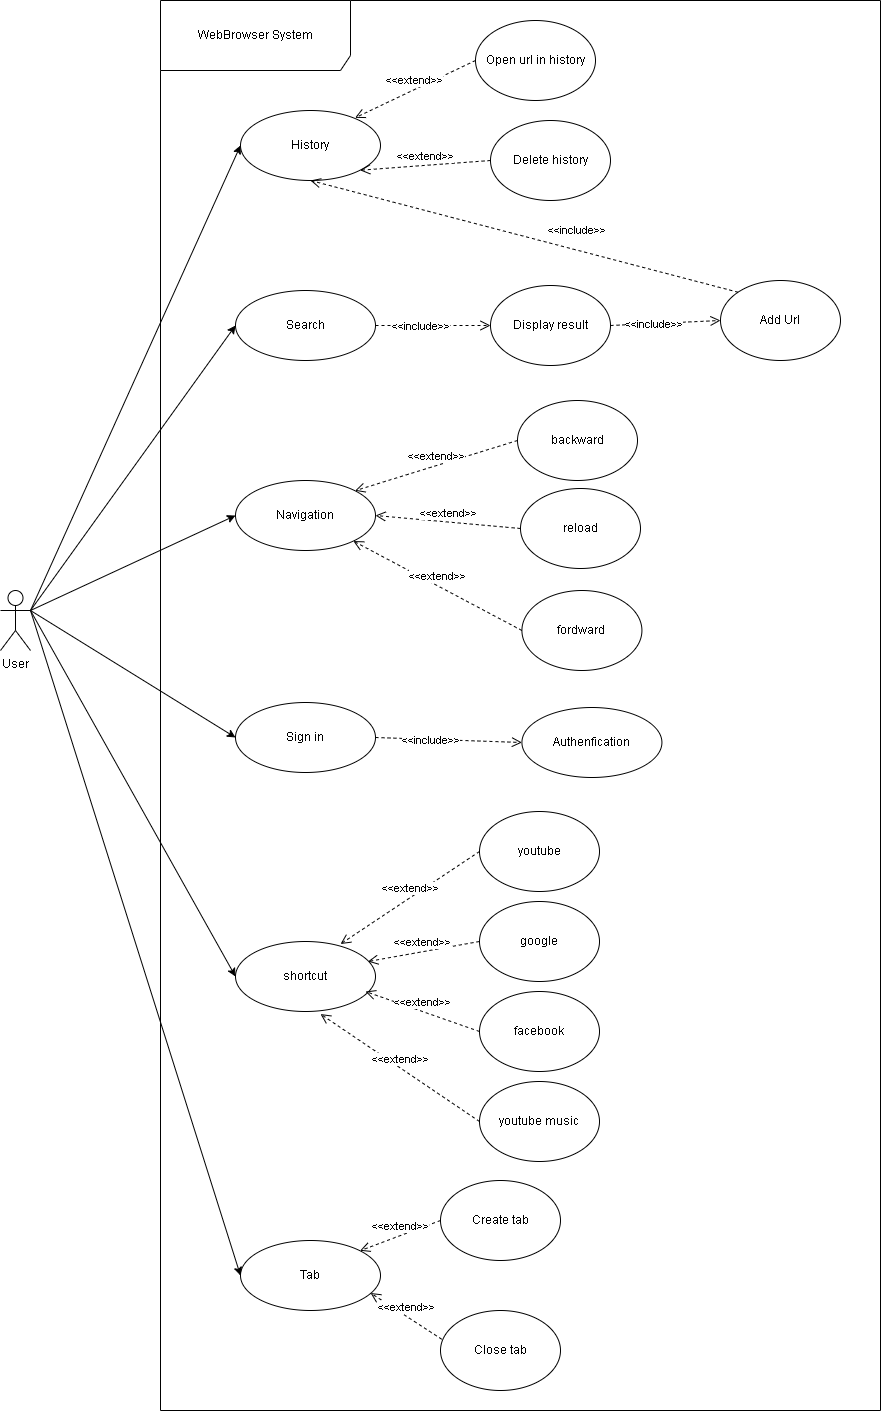 WebBrowser System
Open url in history
<<extend>>
History
<<extend>>
Delete history
<<include>>
Search
<<include>>
Display result
<<include>>
Add Url
backward
<<extend>>
Navigation
<<extend>>
reload
<<extend>>
fordward
User
Sign in
<<include>>
Authenfication
youtube
<<extend>>
google
<<extend>>
shortcut
<<extend>>
facebook
<<extend>>
youtube music
Create tab
<<extend>>
Tab
<<extend>>
Close tab